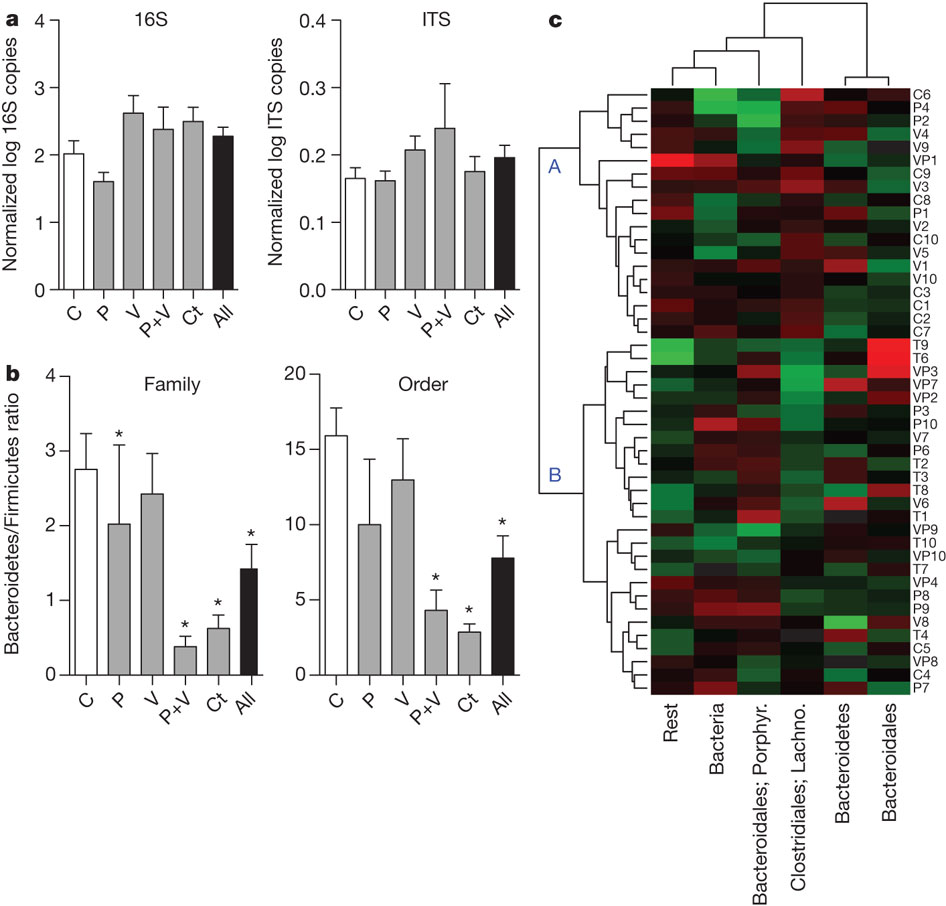 a
16S
Normalized log 16S copies
4
3
2
1
0
C
P
V
P+V
Ct
All
ITS
Normalized log ITS copies
0.4
0.3
0.2
0.1
0.0
C
P
V
P+V
Ct
All
b
Family
Bacteroidetes/Firmicutes ratio
4
3
2
1
0
*
*
*
*
C
P
V
P+V
Ct
All
Order
20
15
10
5
0
*
*
*
C
P
V
P+V
Ct
All
c
A
B
C6
P4
P2
V4
V9
VP1
C9
V3
C8
P1
V2
C10
V5
V1
V10
C3
C1
C2
C7
T9
T6
VP3
VP7
VP2
P3
P10
V7
P6
T2
T3
T8
V6
T1
VP9
T10
VP10
T7
VP4
P8
P9
V8
T4
C5
VP8
C4
P7
Rest
Bacteria
Bacteroidales; Porphyr.
Clostridiales; Lachno.
Bacteroidetes
Bacteroidales